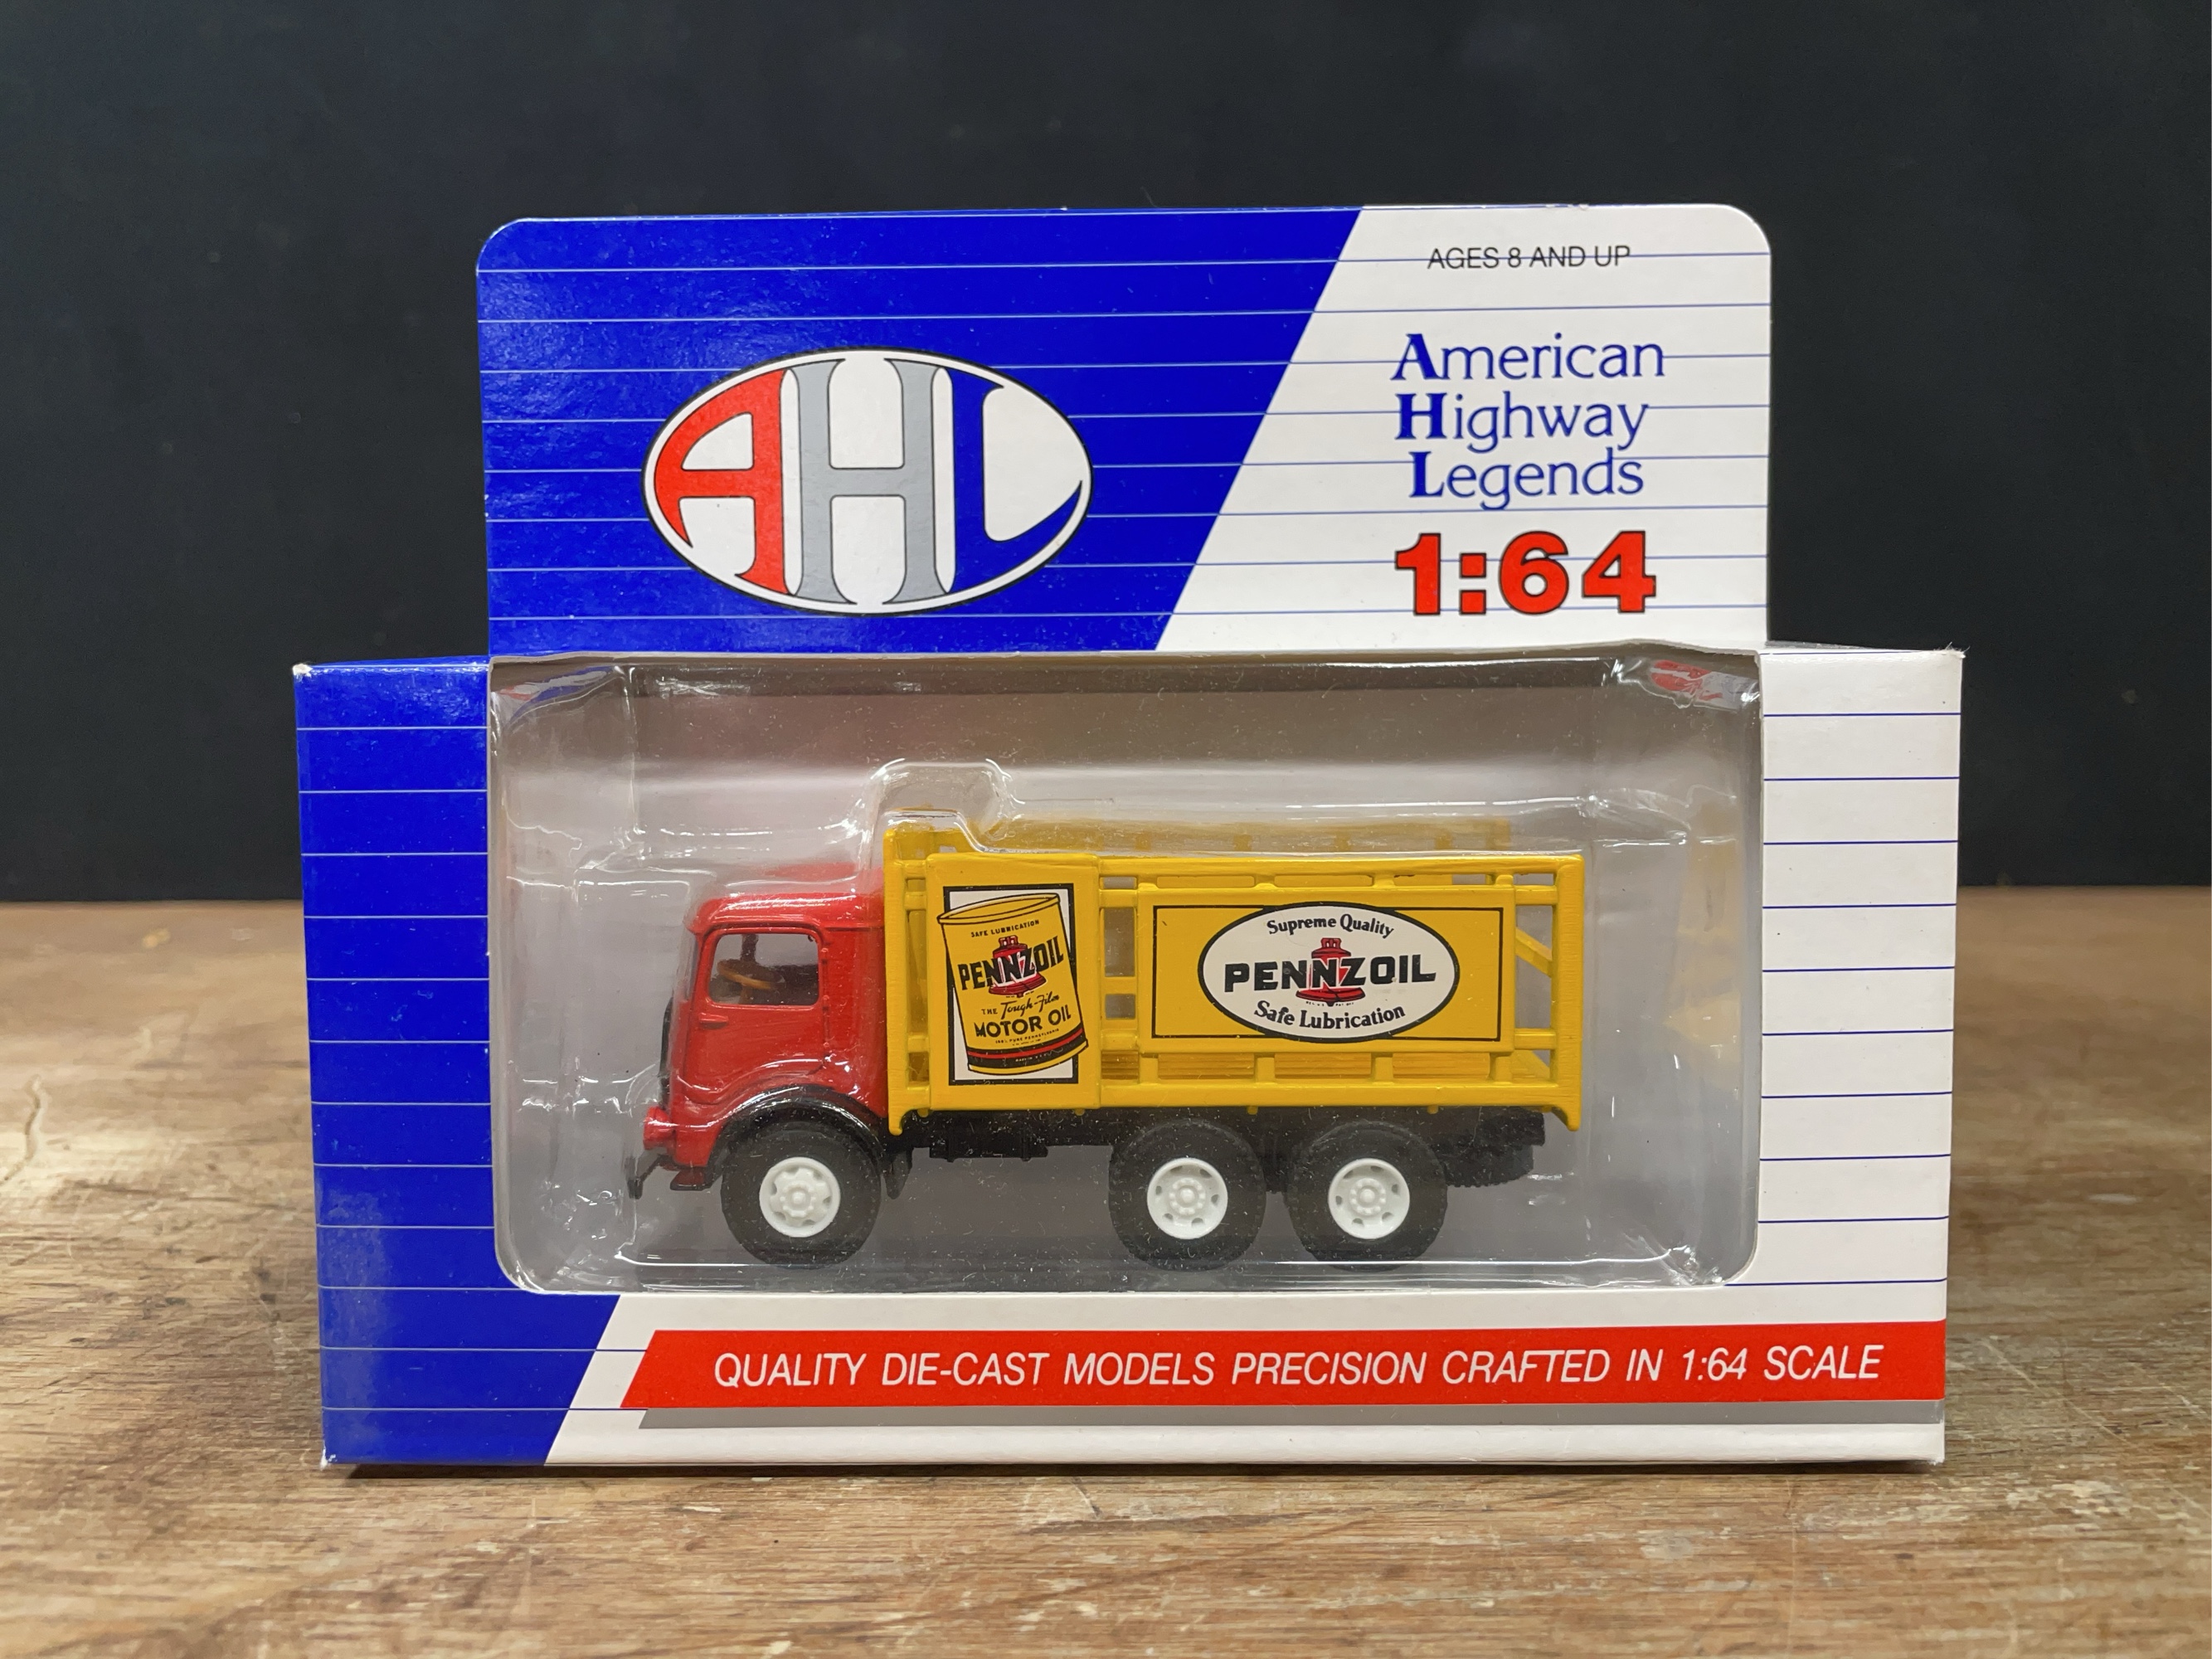 AGES 8 AND UP
AHL
American
Highway
Legends
1:64
SAFE LUBRICATION
PENNZOIL
THE Tough-Film
MOTOR OIL
Supreme Quality
PENNZOIL
Safe Lubrication
QUALITY DIE-CAST MODELS PRECISION CRAFTED IN 1:64 SCALE